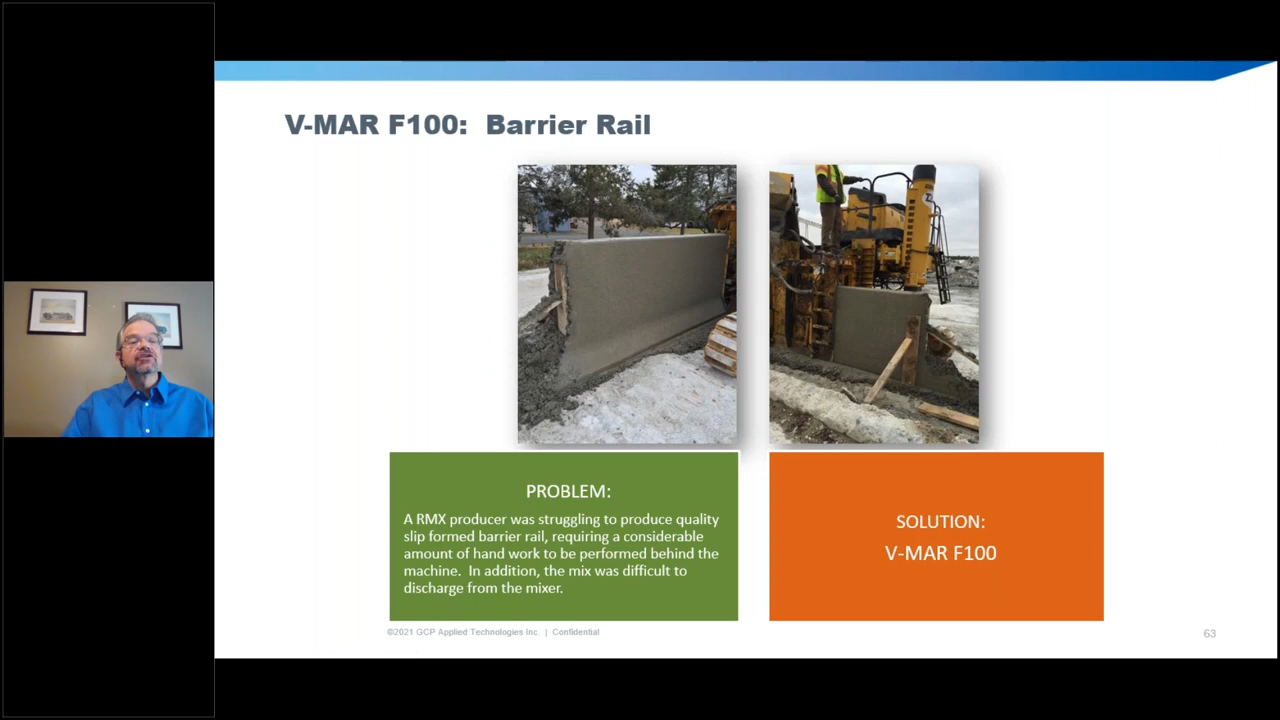 V-MAR F100: Barrier Rail
PROBLEM:
A RMX producer was struggling to produce quality
slip formed barrier rail, requiring a considerable
amount of hand work to be performed behind the
machine. In addition, the mix was difficult to
discharge from the mixer.
SOLUTION:
V-MAR F100
©2021 GCP Applied Technologies Inc. | Confidential
63